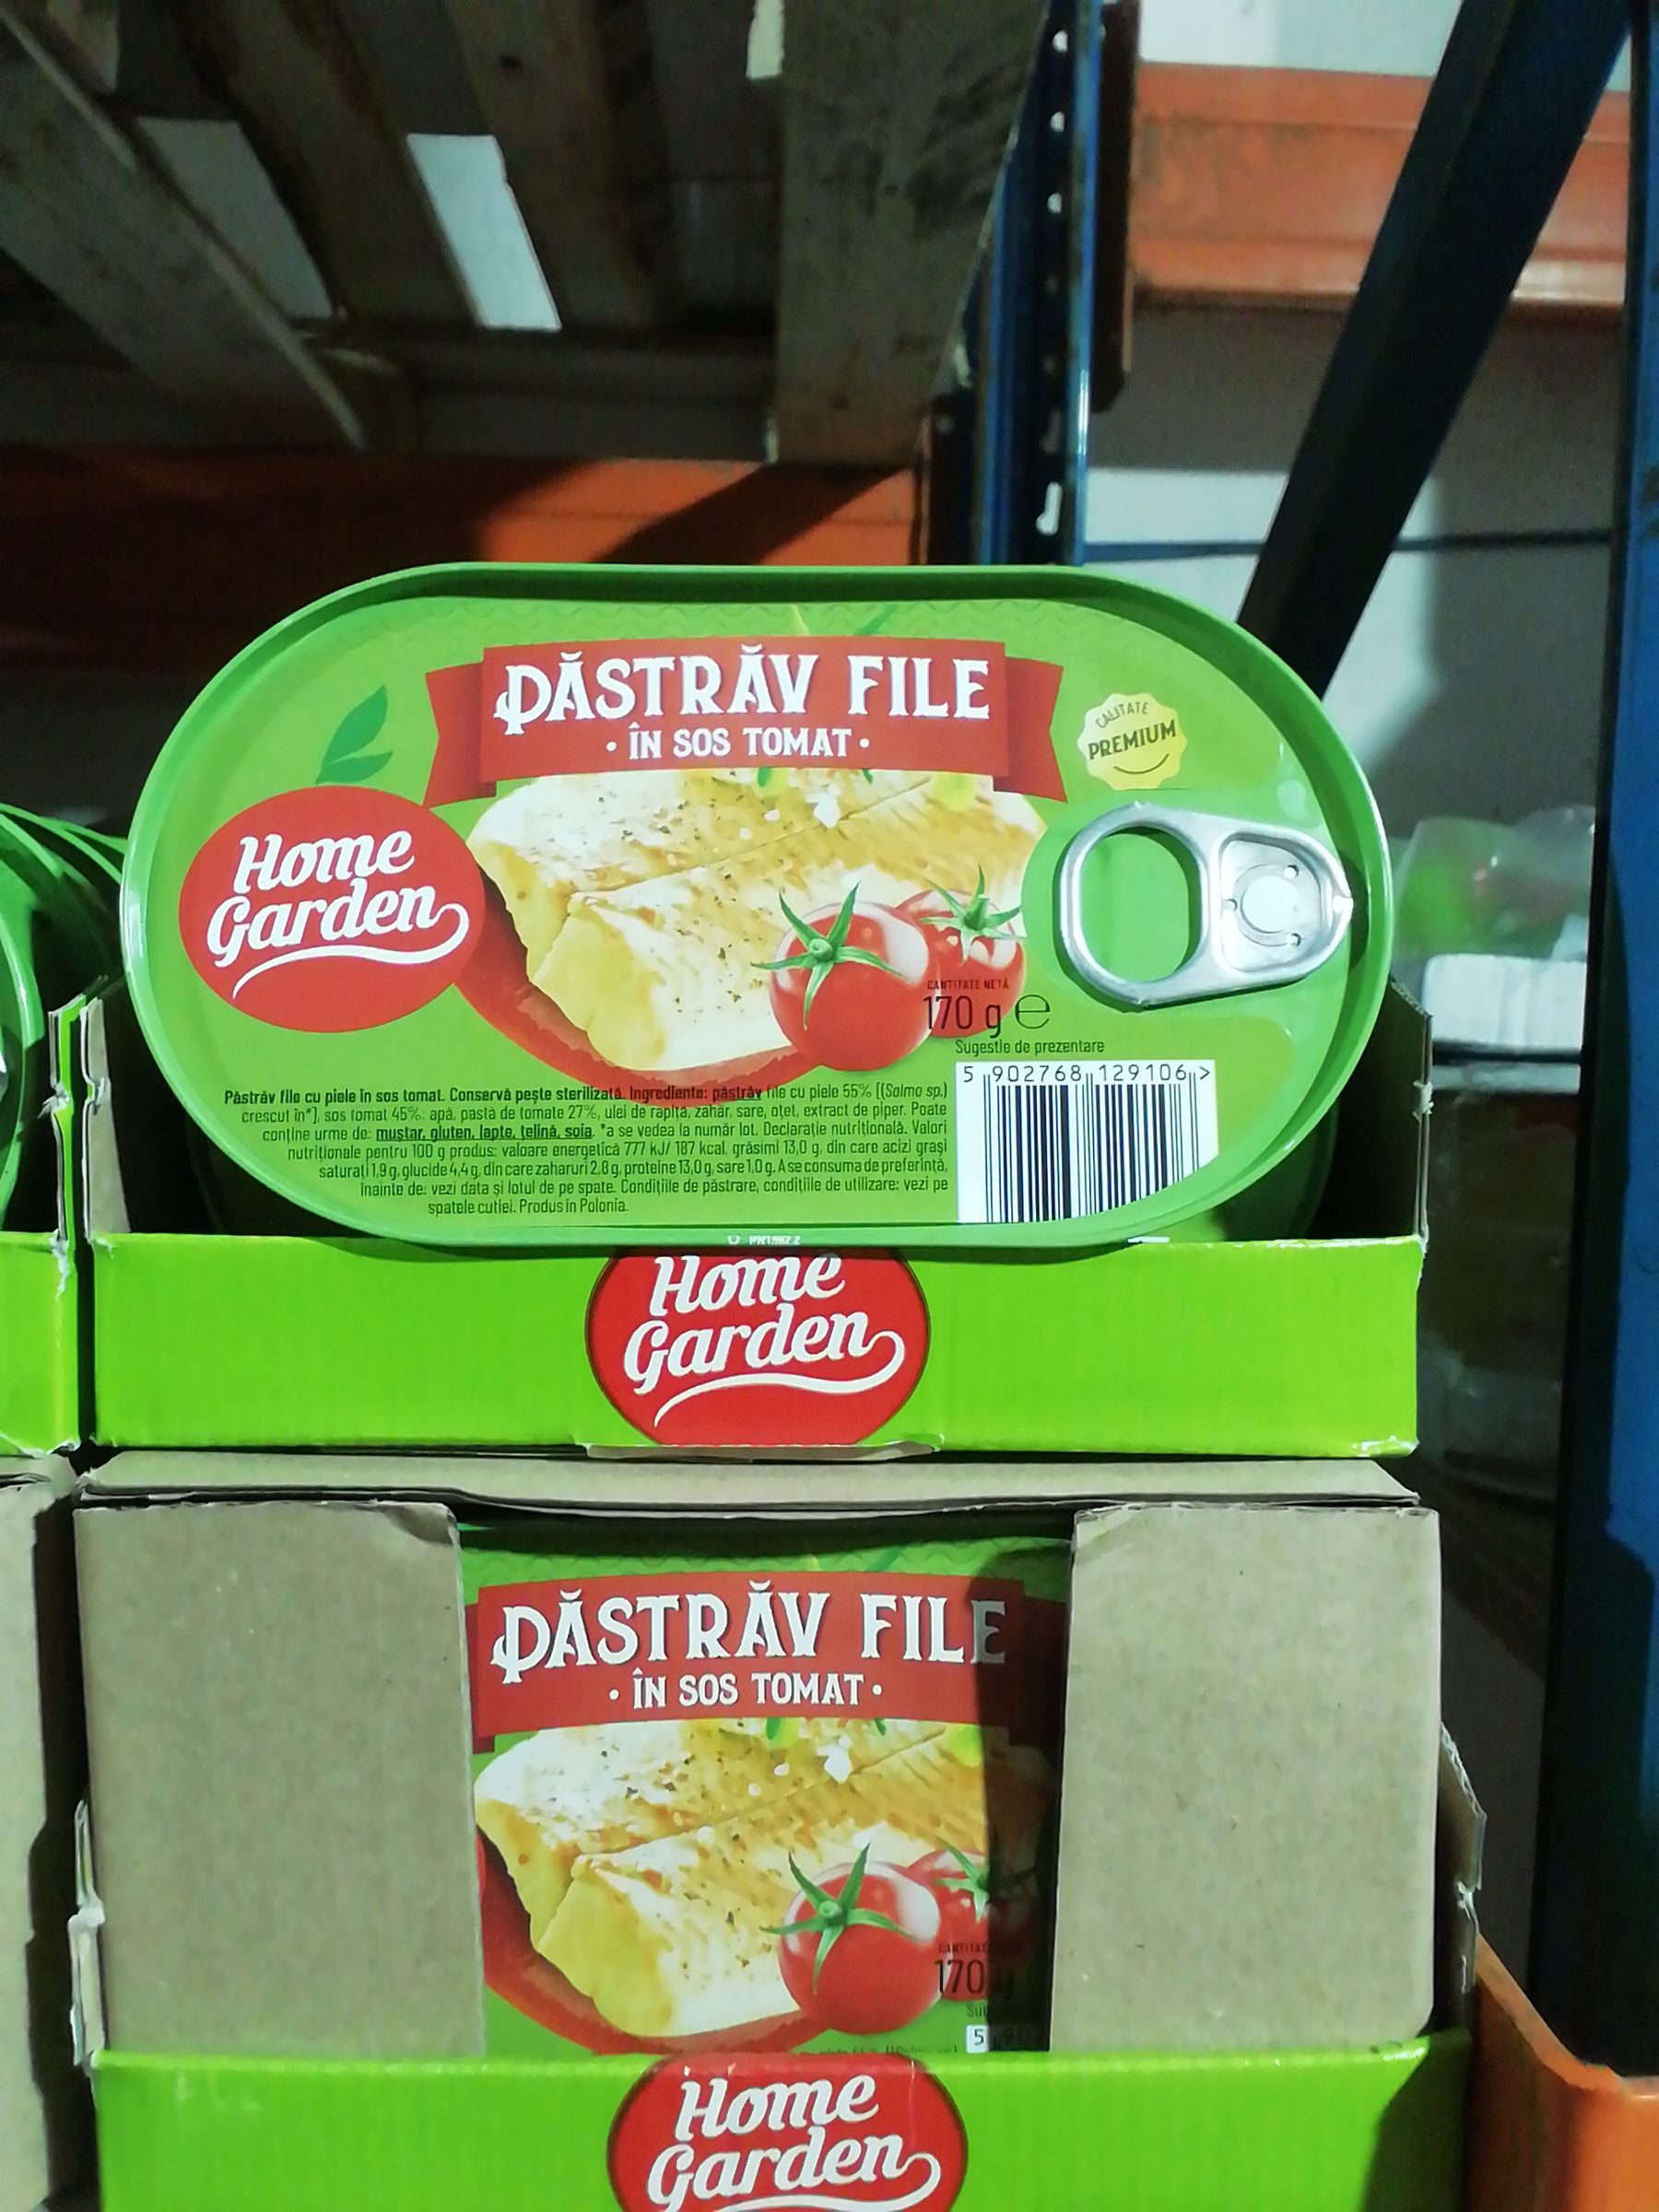 PĂSTRĂV FILE
• ÎN SOS TOMAT •
CALITATE
PREMIUM
Home
Garden
CANTITATE NETĂ
170 g ℮
Sugestie de prezentare
5 902768 129106 >
Păstrăv file cu piele în sos tomat. Conservă pește sterilizată. Ingrediente: păstrăv file cu piele 55% [(Salmo sp.)
crescut în*], sos tomat 45%: apă, pastă de tomate 27%, ulei de rapiță, zahăr, sare, oțet, extract de piper. Poate
conține urme de: muștar, gluten, lapte, țelină, soia. *a se vedea la număr lot. Declarație nutrițională. Valori
nutriționale pentru 100 g produs: valoare energetică 777 kJ/ 187 kcal, grăsimi 13,0 g, din care acizi grași
saturați 1,9 g, glucide 4,4 g, din care zaharuri 2,8 g, proteine 13,0 g, sare 1,0 g. A se consuma de preferință,
înainte de: vezi data și lotul de pe spate. Condițiile de păstrare, condițiile de utilizare: vezi pe
spatele cutiei. Produs în Polonia.
Home
Garden
PĂSTRĂV FILE
• ÎN SOS TOMAT •
170 g
5
Home
Garden